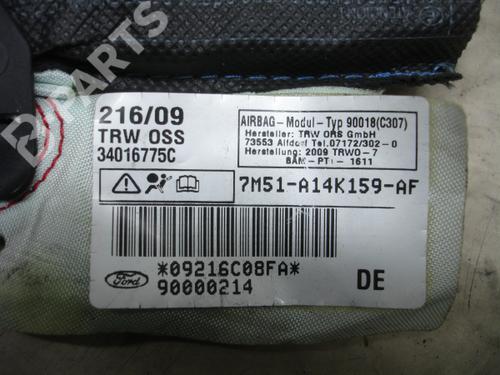 B-PARTS
216/09
TRW OSS
34016775C
AIRBAG-Modul-Typ 90018(C307)
Hersteller: TRW ORS GmbH
73553 Alfdorf Tel.07172/302-0
Herstellung: 2009 TRWO-7
BAM-PT1- 1611
7M51-A14K159-AF
*09216C08FA*
Ford
90000214
DE